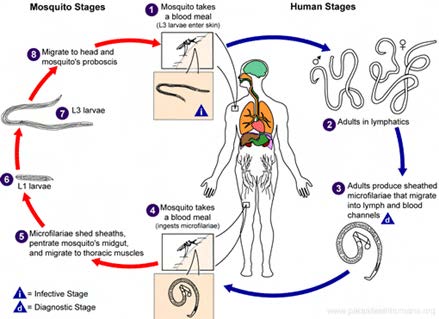 Mosquito Stages
Human Stages
1 Mosquito takes
a blood meal
(L3 larvae enter skin)
8 Migrate to head and
mosquito's proboscis
i
7 L3 larvae
♂
♀
2 Adults in lymphatics
6
L1 larvae
3 Adults produce sheathed
microfilariae that migrate
into lymph and blood
channels d
4 Mosquito takes
a blood meal
(ingests microfilariae)
5 Microfilariae shed sheaths,
pentrate mosquito's midgut,
and migrate to thoracic muscles
i = Infective Stage
d = Diagnostic Stage